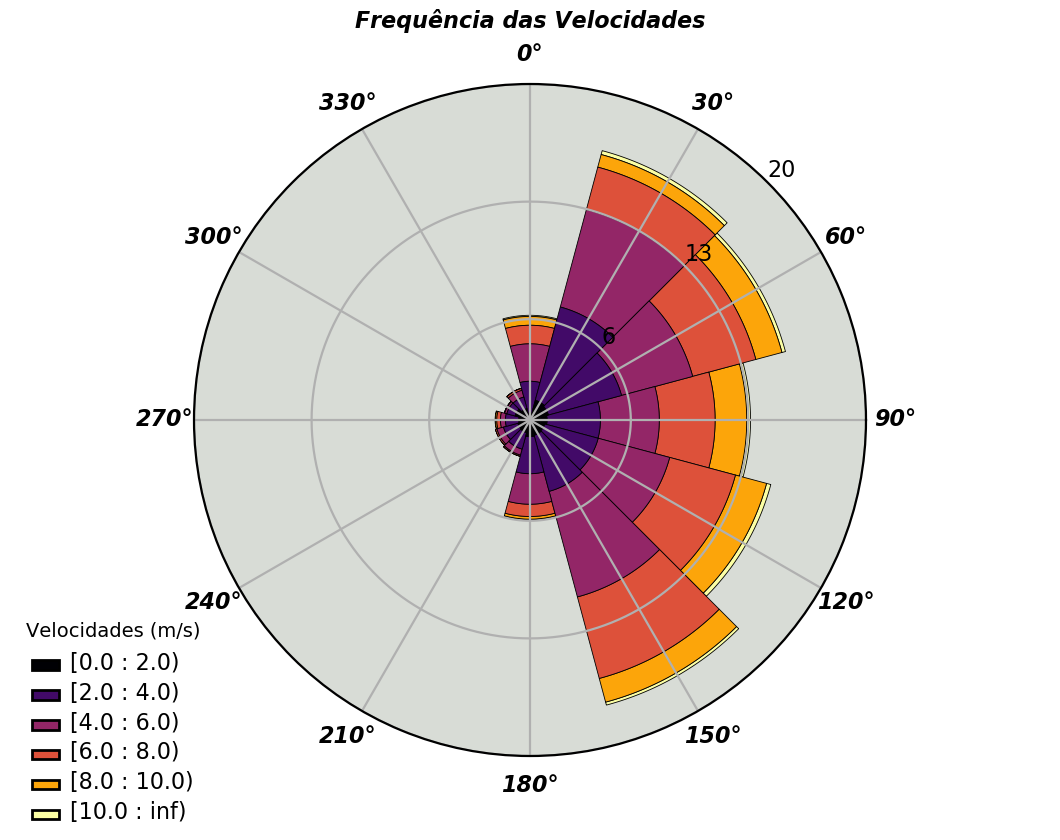 Frequência das Velocidades
0°
330°
30°
20
300°
60°
13
6
270°
90°
240°
120°
210°
150°
180°
Velocidades (m/s)
[0.0 : 2.0)
[2.0 : 4.0)
[4.0 : 6.0)
[6.0 : 8.0)
[8.0 : 10.0)
[10.0 : inf)